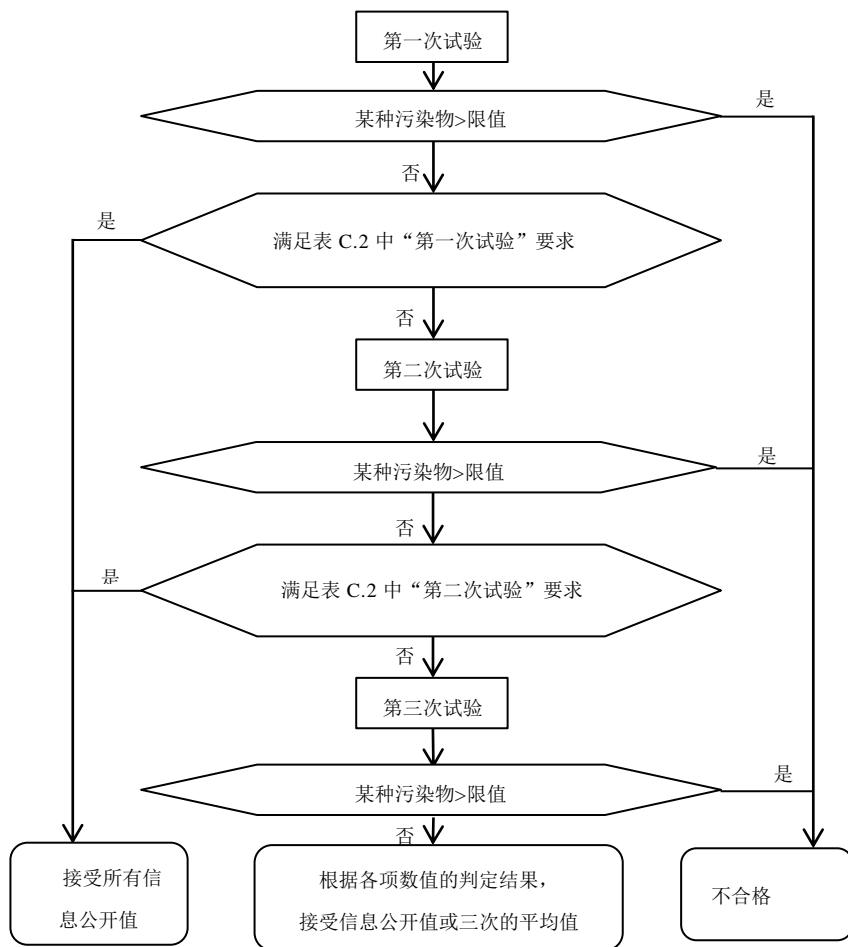 第一次试验
某种污染物>限值
是
否
是
满足表 C.2 中“第一次试验”要求
否
第二次试验
某种污染物>限值
是
否
是
满足表 C.2 中“第二次试验”要求
否
第三次试验
某种污染物>限值
是
否
接受所有信
息公开值
根据各项数值的判定结果，
接受信息公开值或三次的平均值
不合格